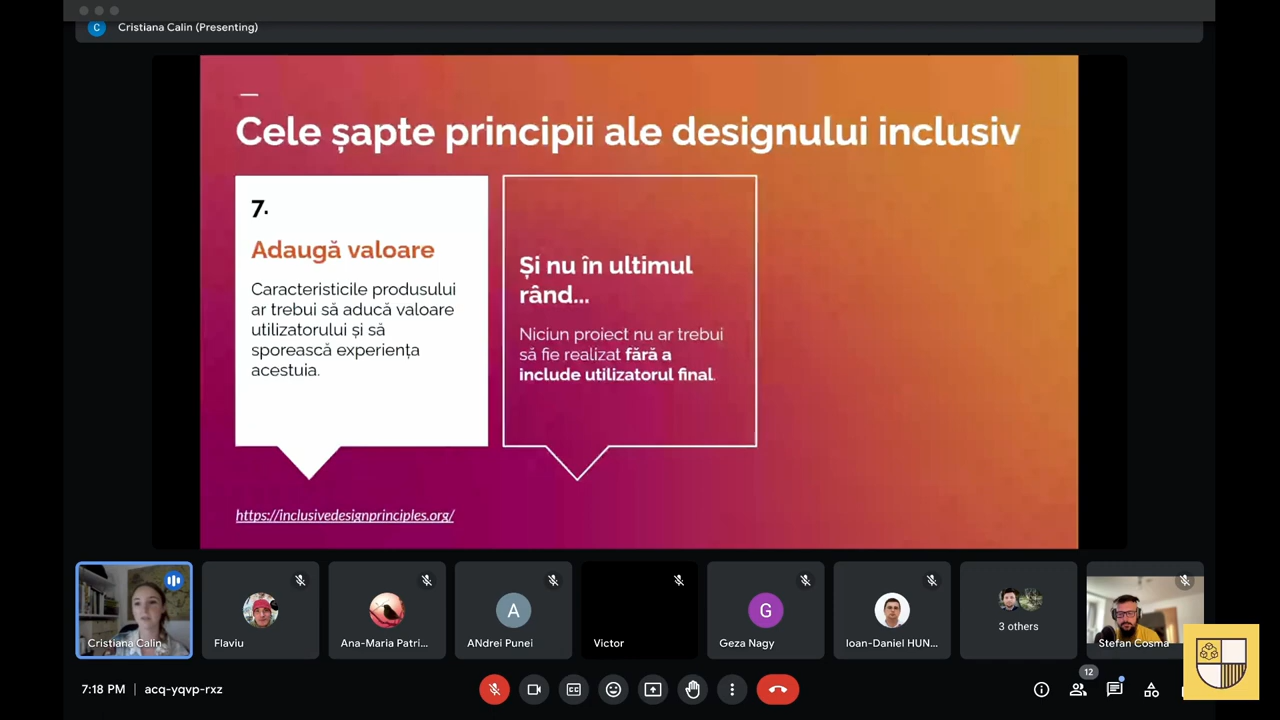 C Cristiana Calin (Presenting)
Cele șapte principii ale designului inclusiv
7.
Adaugă valoare
Caracteristicile produsului
ar trebui să aducă valoare
utilizatorului și să
sporească experiența
acestuia.
Și nu în ultimul
rând...
Niciun proiect nu ar trebui
să fie realizat fără a
include utilizatorul final.
https://inclusivedesignprinciples.org/
Cristiana Calin
Flaviu
Ana-Maria Patri...
A
ANdrei Punei
Victor
G
Geza Nagy
Ioan-Daniel HUN...
3 others
Stefan Cosma
7:18 PM | acq-yqvp-rxz
CC
12